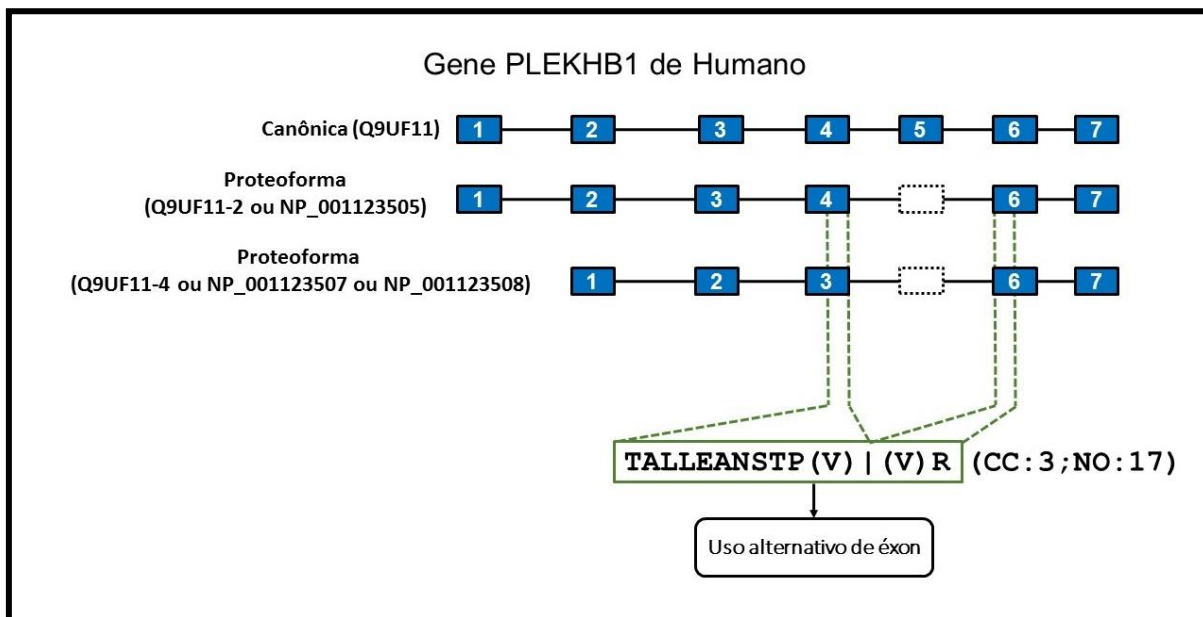 Gene PLEKHB1 de Humano
Canônica (Q9UF11)
1 2 3 4 5 6 7
Proteoforma
(Q9UF11-2 ou NP_001123505)
1 2 3 4 6 7
Proteoforma
(Q9UF11-4 ou NP_001123507 ou NP_001123508)
1 2 3 6 7
TALLEANSTP(V)|(V)R (CC:3;NO:17)
Uso alternativo de éxon